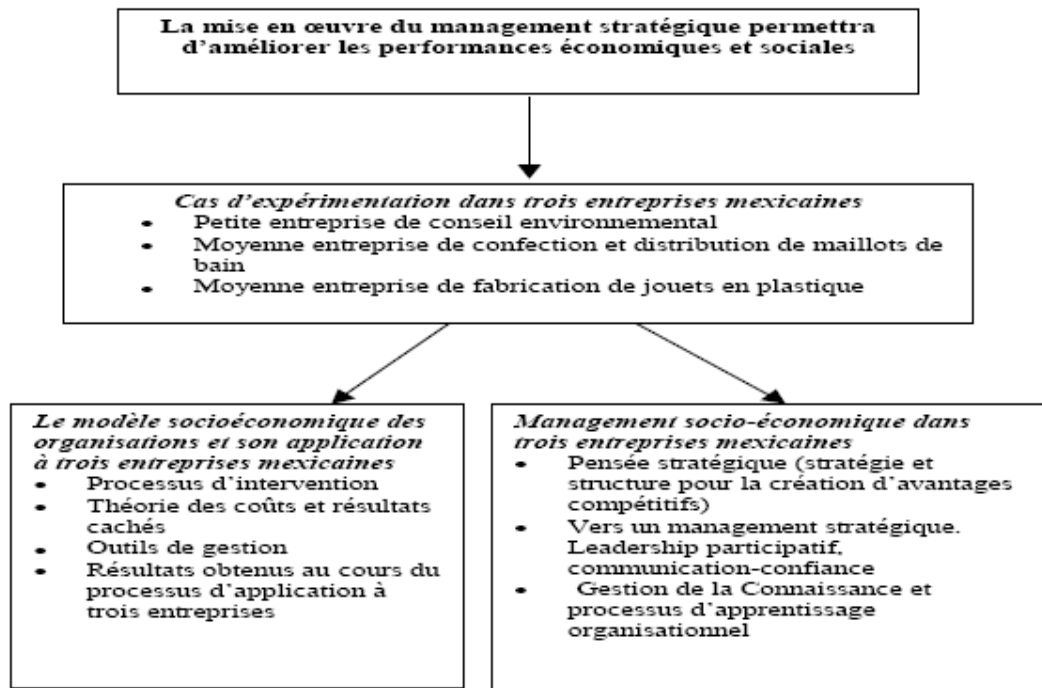 La mise en œuvre du management stratégique permettra
d'améliorer les performances économiques et sociales
Cas d'expérimentation dans trois entreprises mexicaines
• Petite entreprise de conseil environnemental
• Moyenne entreprise de confection et distribution de maillots de
bain
• Moyenne entreprise de fabrication de jouets en plastique
Le modèle socioéconomique des
organisations et son application
à trois entreprises mexicaines
• Processus d'intervention
• Théorie des coûts et résultats
cachés
• Outils de gestion
• Résultats obtenus au cours du
processus d'application à
trois entreprises
Management socio-économique dans
trois entreprises mexicaines
• Pensée stratégique (stratégie et
structure pour la création d'avantages
compétitifs)
• Vers un management stratégique.
Leadership participatif,
communication-confiance
• Gestion de la Connaissance et
processus d'apprentissage
organisationnel